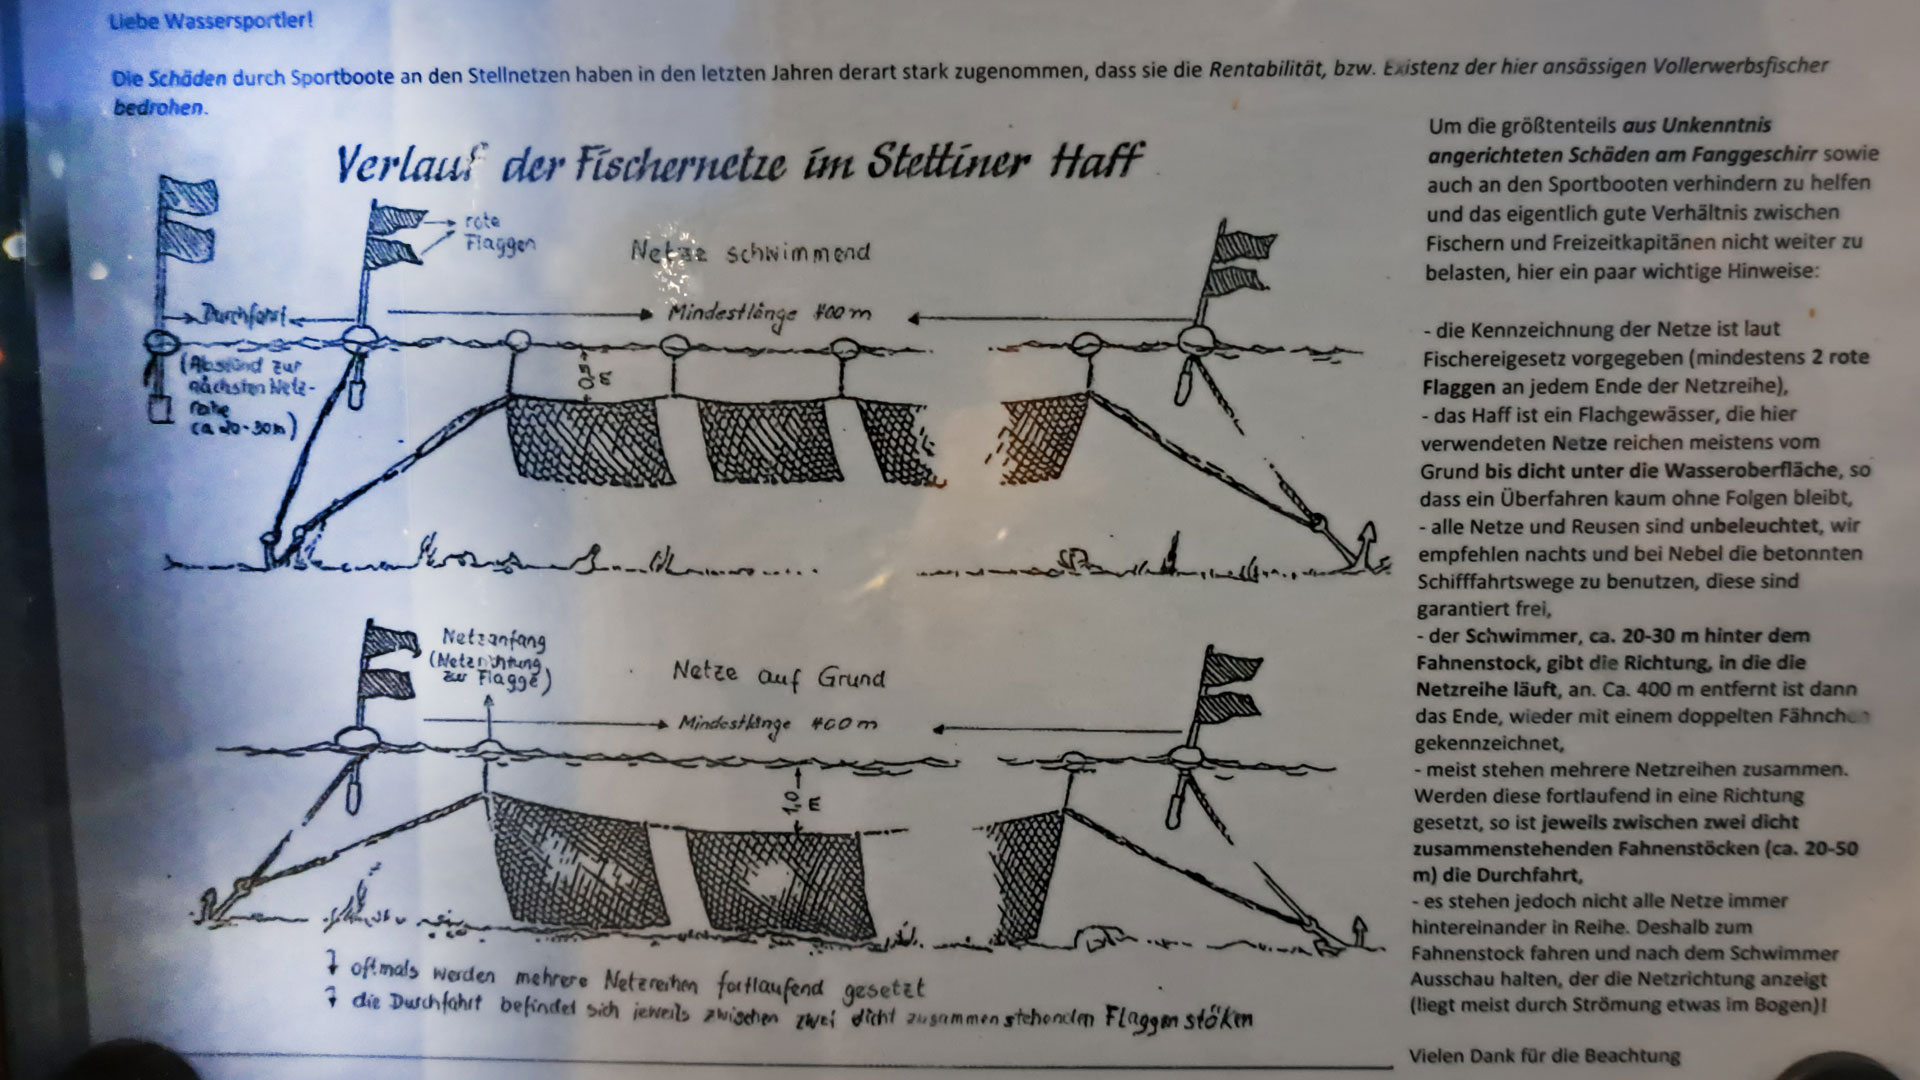 Liebe Wassersportler!
Die Schäden durch Sportboote an den Stellnetzen haben in den letzten Jahren derart stark zugenommen, dass sie die Rentabilität, bzw. Existenz der hier ansässigen Vollerwerbsfischer
bedrohen.
Verlauf der Fischernetze im Stettiner Haff
rote
Flaggen
Netze schwimmend
Durchfahrt
Mindestlänge 400 m
(Abstand zur
nächsten Netz-
reihe
ca 20-30m)
0,5
m
Netzanfang
(Netzrichtung
zur Flagge)
Netze auf Grund
Mindestlänge 400 m
1,0
m
oftmals werden mehrere Netzreihen fortlaufend gesetzt
die Durchfahrt befindet sich jeweils zwischen zwei dicht zusammenstehenden Flaggenstöken
Um die größtenteils aus Unkenntnis
angerichteten Schäden am Fanggeschirr sowie
auch an den Sportbooten verhindern zu helfen
und das eigentlich gute Verhältnis zwischen
Fischern und Freizeitkapitänen nicht weiter zu
belasten, hier ein paar wichtige Hinweise:
- die Kennzeichnung der Netze ist laut
Fischereigesetz vorgegeben (mindestens 2 rote
Flaggen an jedem Ende der Netzreihe),
- das Haff ist ein Flachgewässer, die hier
verwendeten Netze reichen meistens vom
Grund bis dicht unter die Wasseroberfläche, so
dass ein Überfahren kaum ohne Folgen bleibt,
- alle Netze und Reusen sind unbeleuchtet, wir
empfehlen nachts und bei Nebel die betonnten
Schifffahrtswege zu benutzen, diese sind
garantiert frei,
- der Schwimmer, ca. 20-30 m hinter dem
Fahnenstock, gibt die Richtung, in die die
Netzreihe läuft, an. Ca. 400 m entfernt ist dann
das Ende, wieder mit einem doppelten Fähnchen
gekennzeichnet,
- meist stehen mehrere Netzreihen zusammen.
Werden diese fortlaufend in eine Richtung
gesetzt, so ist jeweils zwischen zwei dicht
zusammenstehenden Fahnenstöcken (ca. 20-50
m) die Durchfahrt,
- es stehen jedoch nicht alle Netze immer
hintereinander in Reihe. Deshalb zum
Fahnenstock fahren und nach dem Schwimmer
Ausschau halten, der die Netzrichtung anzeigt
(liegt meist durch Strömung etwas im Bogen)!
Vielen Dank für die Beachtung